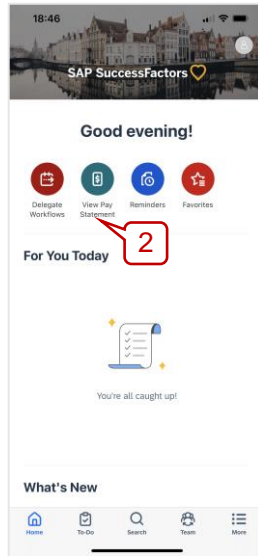 18:46
SAP SuccessFactors
Good evening!
Delegate Workflows
View Pay Statement
Reminders
Favorites
2
For You Today
You're all caught up!
What's New
Home
To-Do
Search
Team
More